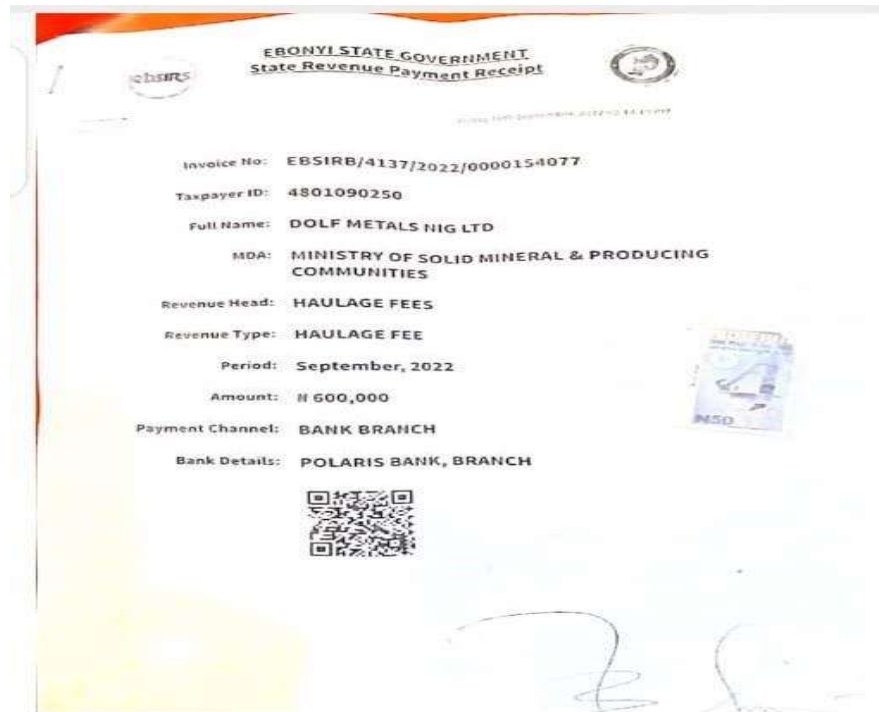 EBONYI STATE GOVERNMENT
State Revenue Payment Receipt
ebsirs
Invoice No: EBSIRB/4137/2022/0000154077
Taxpayer ID: 4801090250
Full Name: DOLF METALS NIG LTD
MDA: MINISTRY OF SOLID MINERAL & PRODUCING
COMMUNITIES
Revenue Head: HAULAGE FEES
Revenue Type: HAULAGE FEE
Period: September, 2022
Amount: ₦ 600,000
Payment Channel: BANK BRANCH
Bank Details: POLARIS BANK, BRANCH
₦50